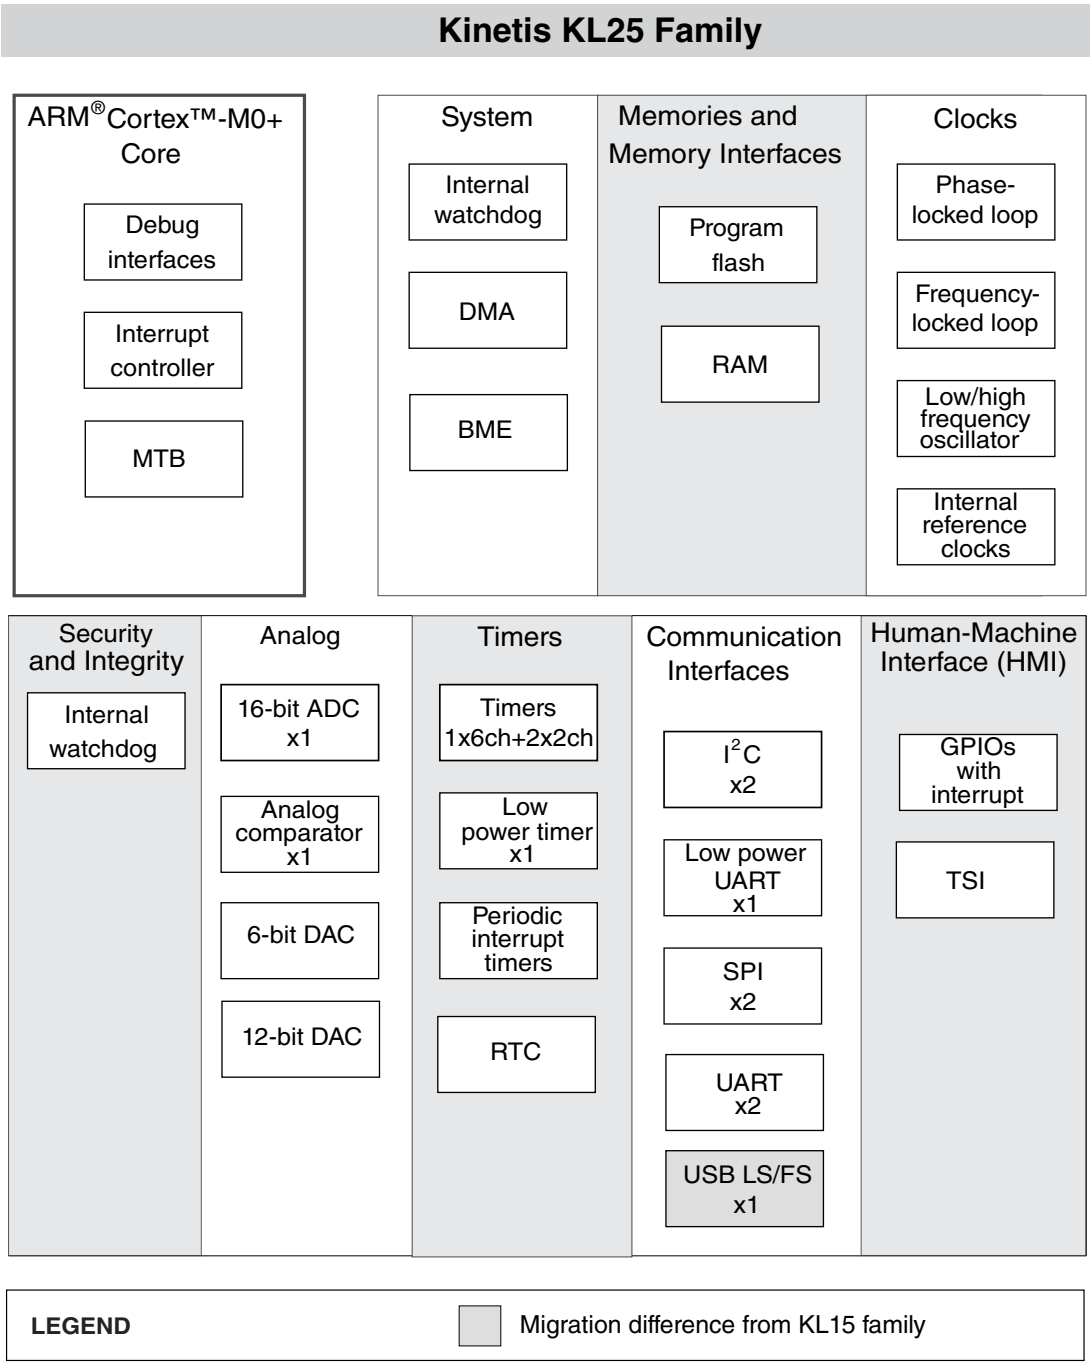 Kinetis KL25 Family
ARM®Cortex™-M0+
Core
Debug
interfaces
Interrupt
controller
MTB
System
Internal
watchdog
DMA
BME
Memories and
Memory Interfaces
Program
flash
RAM
Clocks
Phase-
locked loop
Frequency-
locked loop
Low/high
frequency
oscillator
Internal
reference
clocks
Security
and Integrity
Internal
watchdog
Analog
16-bit ADC
x1
Analog
comparator
x1
6-bit DAC
12-bit DAC
Timers
Timers
1x6ch+2x2ch
Low
power timer
x1
Periodic
interrupt
timers
RTC
Communication
Interfaces
I²C
x2
Low power
UART
x1
SPI
x2
UART
x2
USB LS/FS
x1
Human-Machine
Interface (HMI)
GPIOs
with
interrupt
TSI
LEGEND
Migration difference from KL15 family